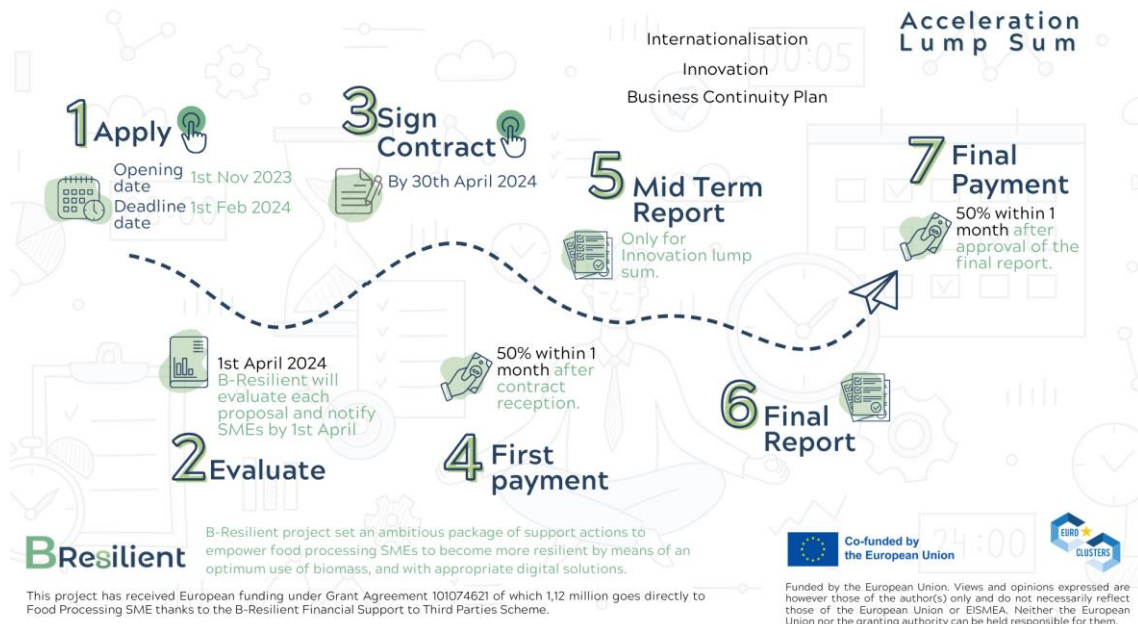 Acceleration
Lump Sum
Internationalisation
Innovation
Business Continuity Plan
1 Apply
Opening
date
1st Nov 2023
Deadline
date
1st Feb 2024
1st April 2024
B-Resilient will
evaluate each
proposal and notify
SMEs by 1st April
2 Evaluate
3 Sign
Contract
By 30th April 2024
50% within 1
month after
contract
reception.
4 First
payment
5 Mid Term
Report
Only for
Innovation lump
sum.
6 Final
Report
7 Final
Payment
50% within 1
month after
approval of the
final report.
00:05
24:00
BResilient
B-Resilient project set an ambitious package of support actions to
empower food processing SMEs to become more resilient by means of an
optimum use of biomass, and with appropriate digital solutions.
This project has received European funding under Grant Agreement 101074621 of which 1,12 million goes directly to
Food Processing SME thanks to the B-Resilient Financial Support to Third Parties Scheme.
Co-funded by
the European Union
EURO
CLUSTERS
Funded by the European Union. Views and opinions expressed are
however those of the author(s) only and do not necessarily reflect
those of the European Union or EISMEA. Neither the European
Union nor the granting authority can be held responsible for them.